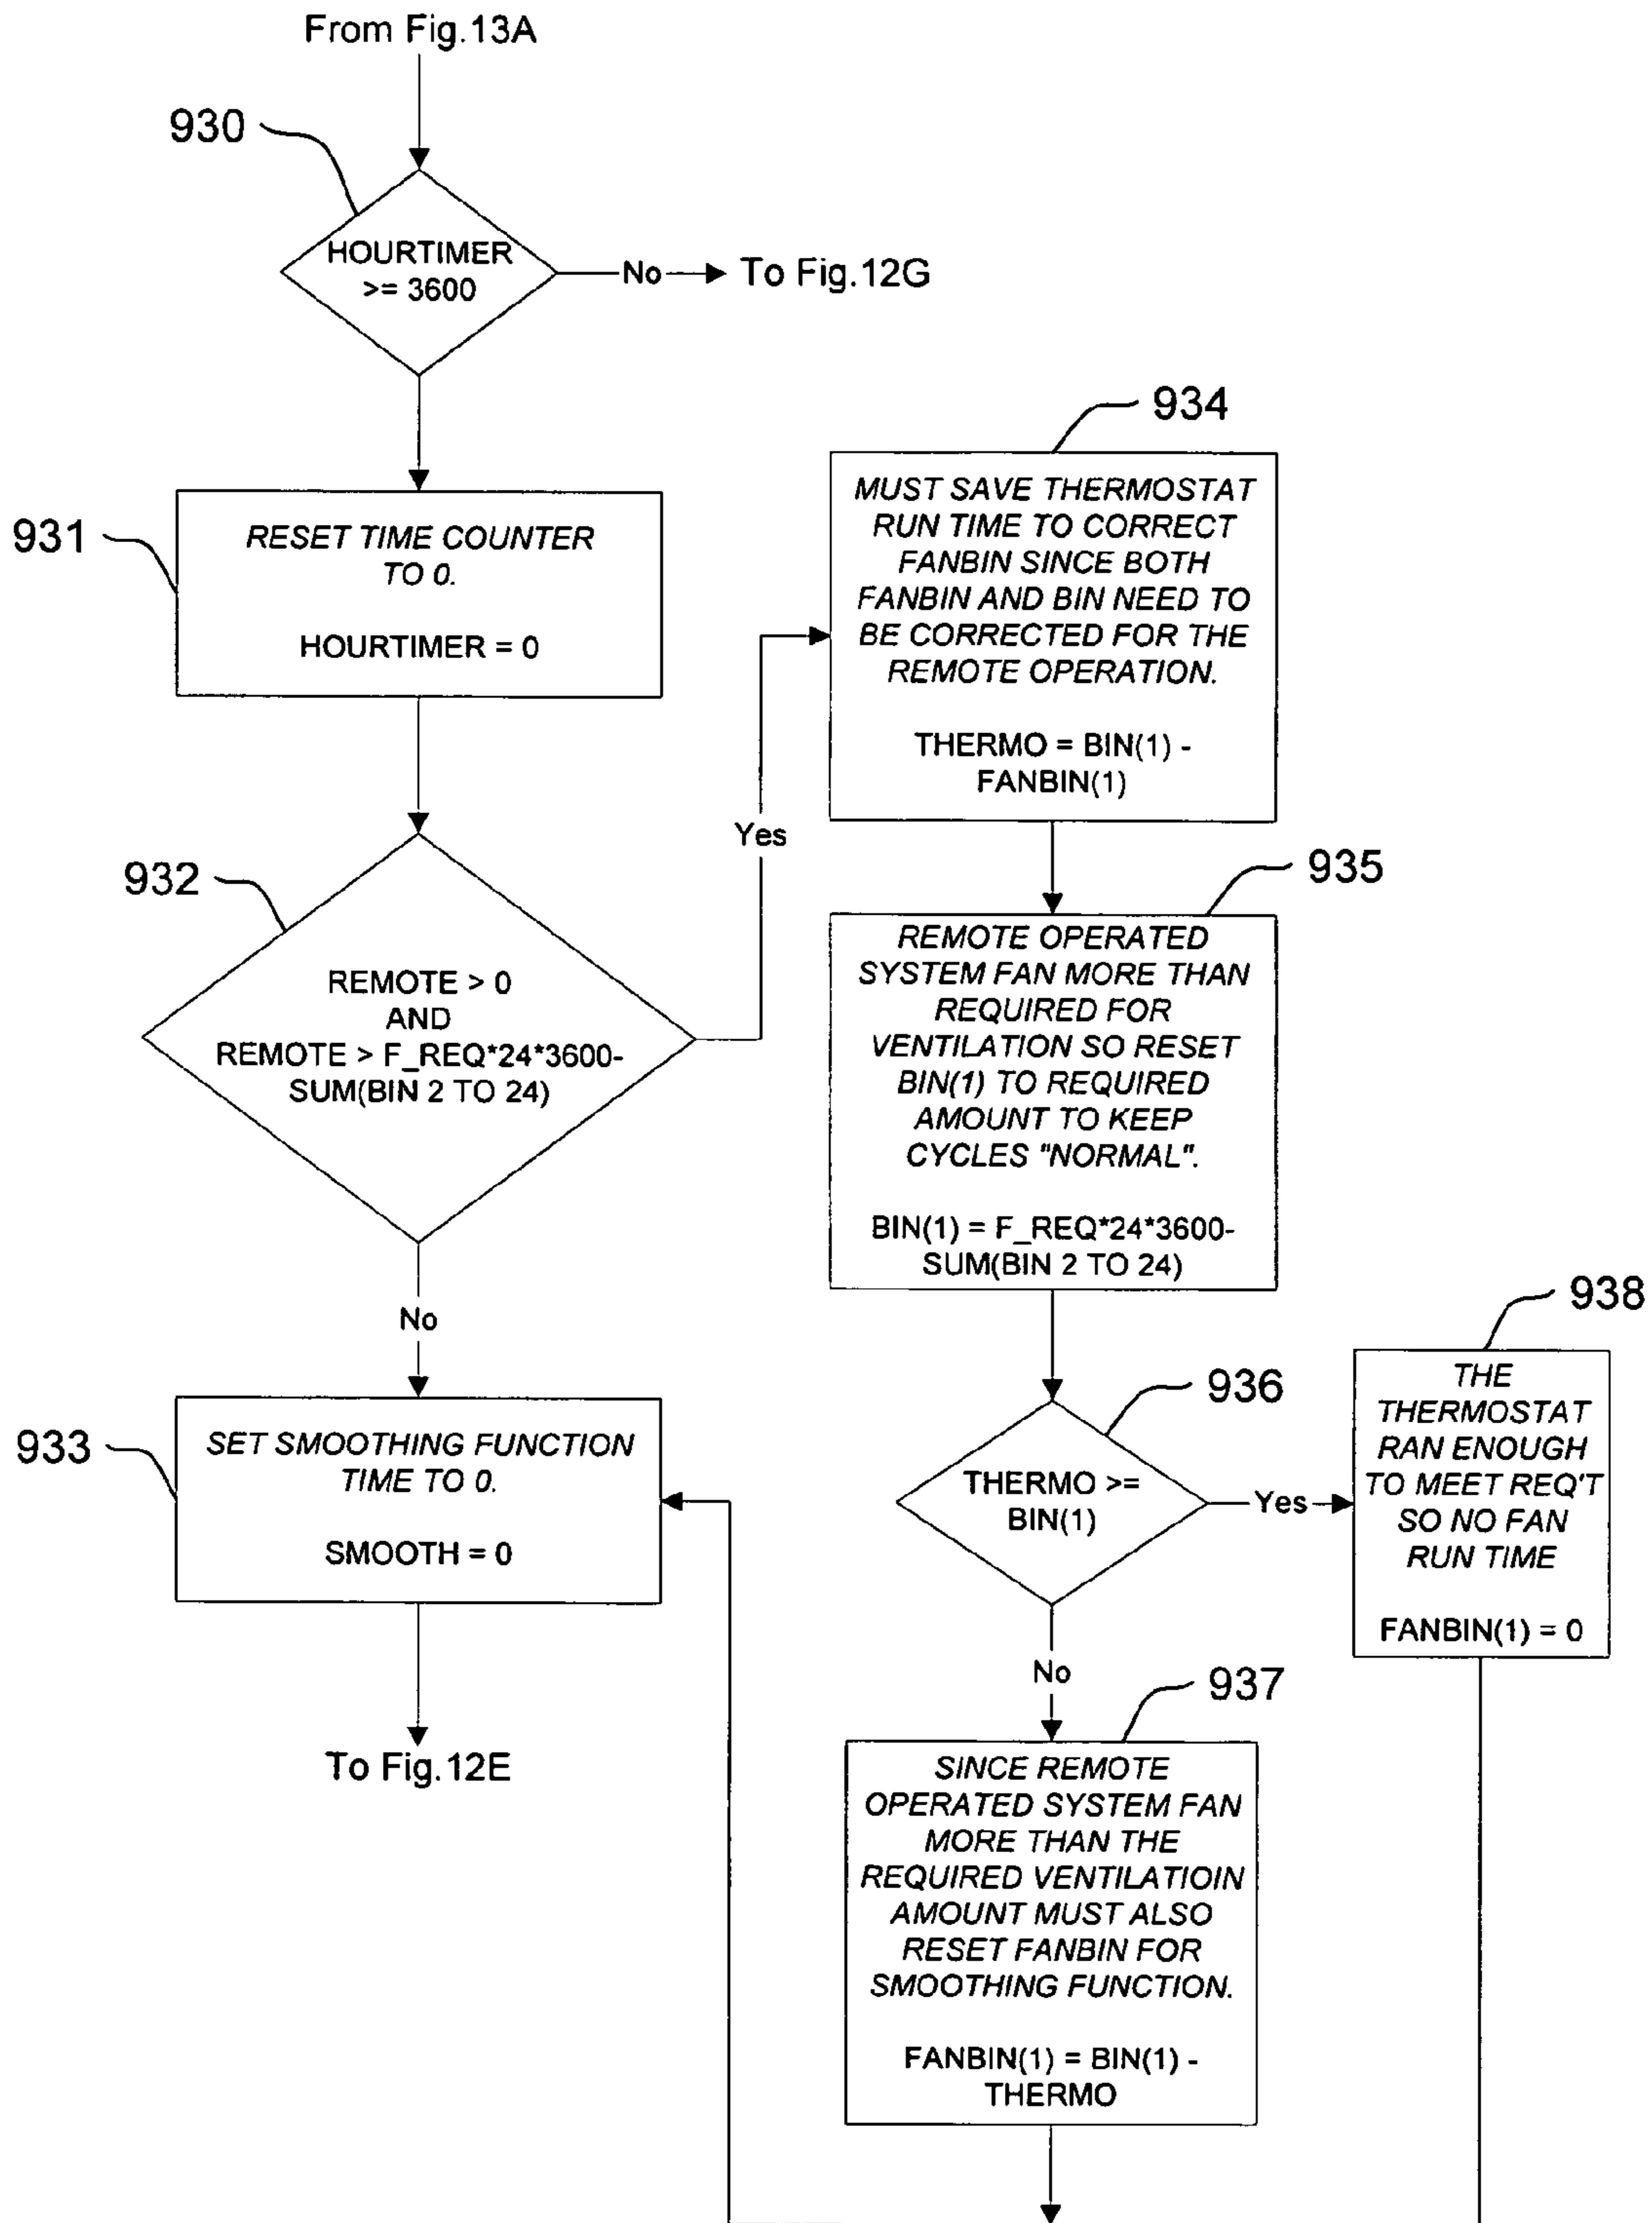 From Fig.13A
930
HOURTIMER
>= 3600
No
To Fig.12G
931
RESET TIME COUNTER
TO 0.
HOURTIMER = 0
932
REMOTE > 0
AND
REMOTE > F_REQ*24*3600-
SUM(BIN 2 TO 24)
Yes
No
933
SET SMOOTHING FUNCTION
TIME TO 0.
SMOOTH = 0
To Fig.12E
934
MUST SAVE THERMOSTAT
RUN TIME TO CORRECT
FANBIN SINCE BOTH
FANBIN AND BIN NEED TO
BE CORRECTED FOR THE
REMOTE OPERATION.
THERMO = BIN(1) -
FANBIN(1)
935
REMOTE OPERATED
SYSTEM FAN MORE THAN
REQUIRED FOR
VENTILATION SO RESET
BIN(1) TO REQUIRED
AMOUNT TO KEEP
CYCLES "NORMAL".
BIN(1) = F_REQ*24*3600-
SUM(BIN 2 TO 24)
936
THERMO >=
BIN(1)
Yes
No
938
THE
THERMOSTAT
RAN ENOUGH
TO MEET REQ'T
SO NO FAN
RUN TIME
FANBIN(1) = 0
937
SINCE REMOTE
OPERATED SYSTEM FAN
MORE THAN THE
REQUIRED VENTILATIOIN
AMOUNT MUST ALSO
RESET FANBIN FOR
SMOOTHING FUNCTION.
FANBIN(1) = BIN(1) -
THERMO